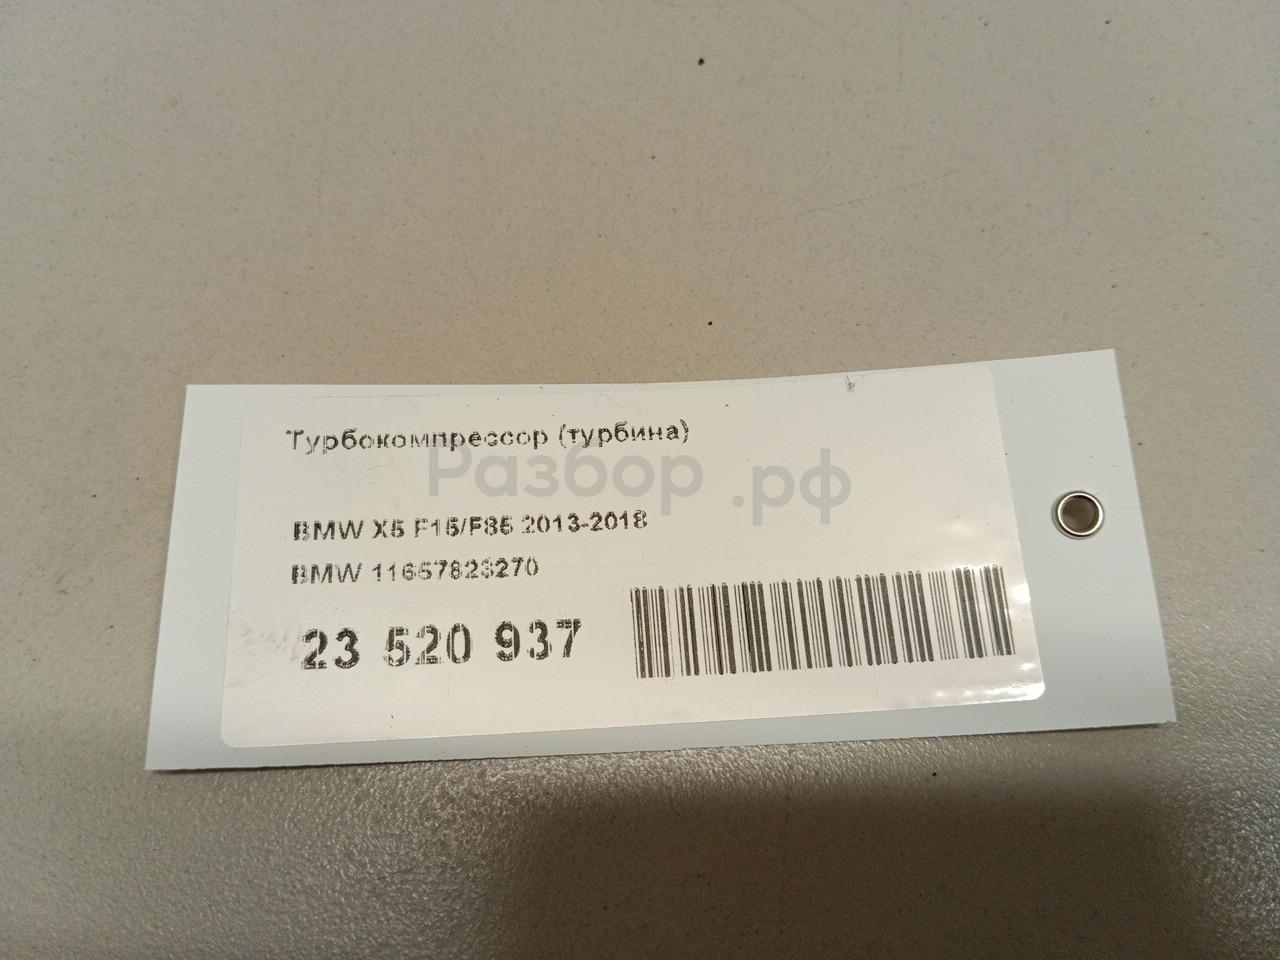 Турбокомпрессор (турбина)
Разбор.рф
BMW X5 F15/F85 2013-2018
BMW 11657823270
23 520 937